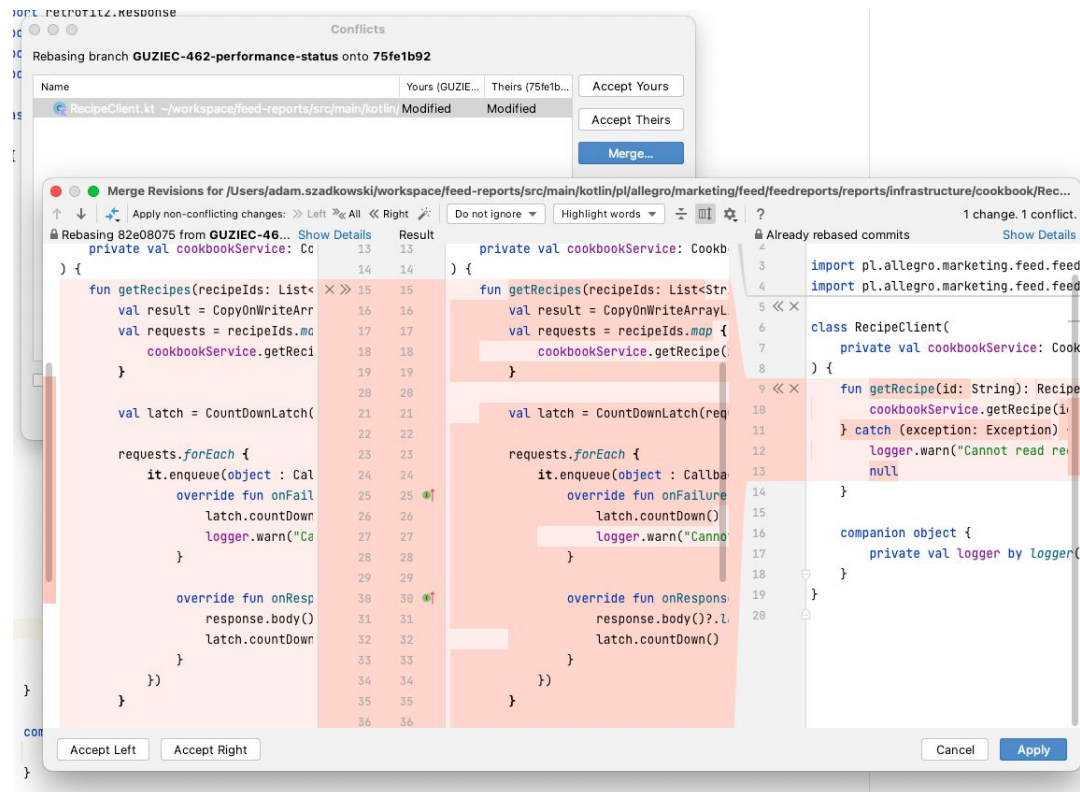 port retrofit2.Response
Conflicts
Rebasing branch GUZIEC-462-performance-status onto 75fe1b92
Name
Yours (GUZIE...
Theirs (75fe1b...
Accept Yours
RecipeClient.kt ~/workspace/feed-reports/src/main/kotlin/
Modified
Modified
Accept Theirs
{
Merge...
Merge Revisions for /Users/adam.szadkowski/workspace/feed-reports/src/main/kotlin/pl/allegro/marketing/feed/feedreports/reports/infrastructure/cookbook/Rec...
Apply non-conflicting changes: Left All Right Do not ignore Highlight words ? 1 change. 1 conflict.
Rebasing 82e08075 from GUZIEC-46... Show Details Result
private val cookbookService: Co 13
) { 14
fun getRecipes(recipeIds: List< 15
val result = CopyOnWriteArr 16
val requests = recipeIds.ma 17
cookbookService.getReci 18
} 19
20
val latch = CountDownLatch( 21
22
requests.forEach { 23
it.enqueue(object : Call 24
override fun onFail 25
latch.countDown 26
logger.warn("Ca 27
} 28
29
override fun onResp 30
response.body() 31
latch.countDown 32
} 33
}) 34
} 35
36
13 private val cookbookService: Cookb
14 ) {
15 fun getRecipes(recipeIds: List<Str
16 val result = CopyOnWriteArrayL
17 val requests = recipeIds.map {
18 cookbookService.getRecipe(
19 }
20
21 val latch = CountDownLatch(req
22
23 requests.forEach {
24 it.enqueue(object : Callba
25 override fun onFailure
26 latch.countDown()
27 logger.warn("Canno
28 }
29
30 override fun onRespons
31 response.body()?.l
32 latch.countDown()
33 }
34 })
35 }
36
Already rebased commits Show Details
2
3 import pl.allegro.marketing.feed.feed
4 import pl.allegro.marketing.feed.feed
5
6 class RecipeClient(
7 private val cookbookService: Cook
8 ) {
9 fun getRecipe(id: String): Recipe
10 cookbookService.getRecipe(i
11 } catch (exception: Exception)
12 logger.warn("Cannot read re
13 null
14 }
15
16 companion object {
17 private val logger by logger(
18 }
19 }
20
}
com
}
Accept Left
Accept Right
Cancel
Apply